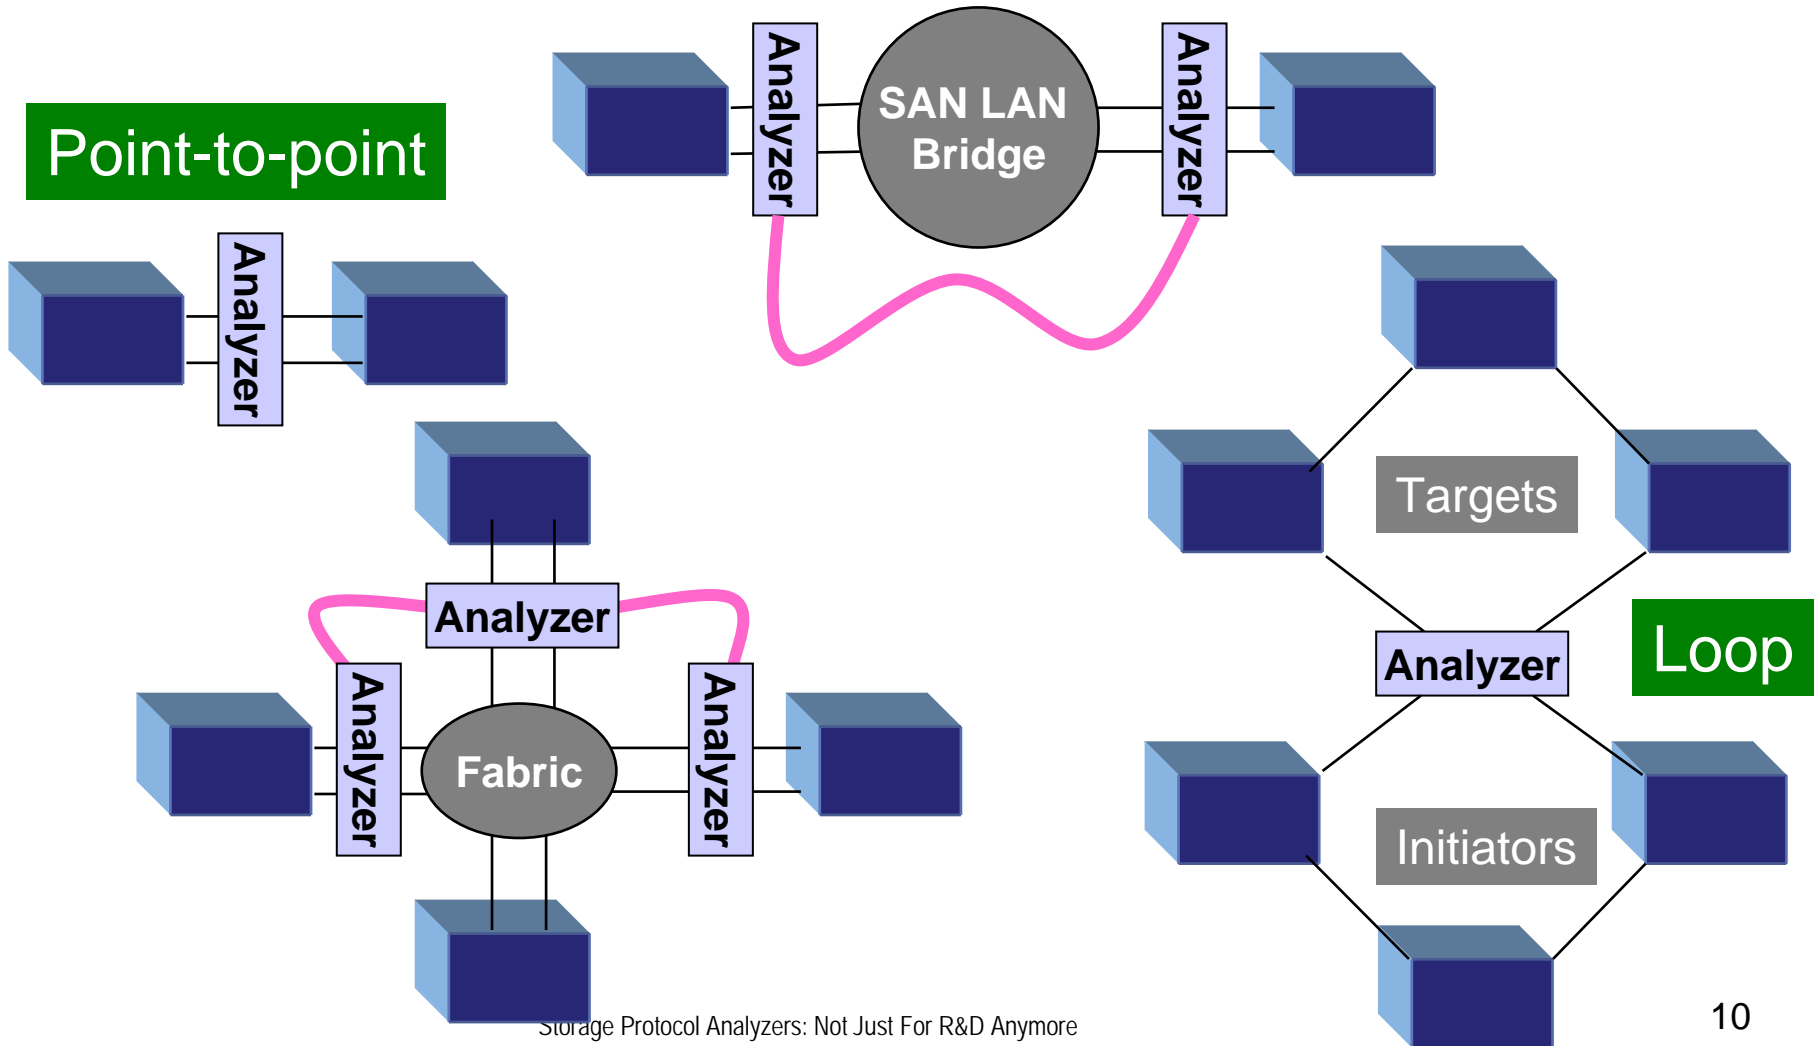 Analyzer
SAN LAN
Bridge
Analyzer
Point-to-point
Analyzer
Targets
Analyzer
Analyzer
Loop
Analyzer
Fabric
Analyzer
Initiators
Storage Protocol Analyzers: Not Just For R&D Anymore
10